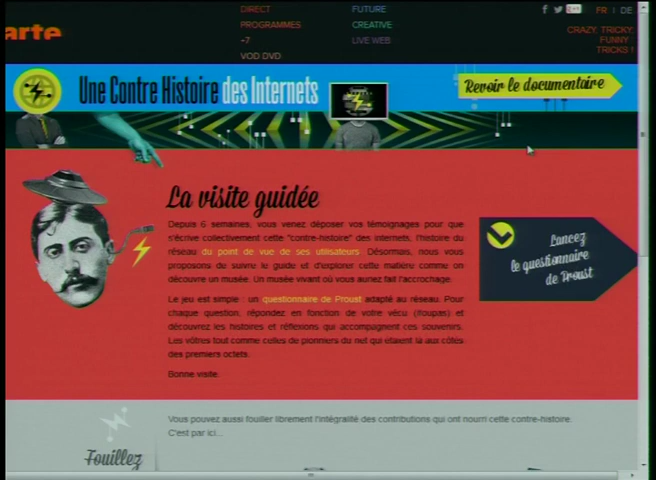 arte
DIRECT
PROGRAMMES
+7
VOD DVD
FUTURE
CREATIVE
LIVE WEB
FR | DE
CRAZY. TRICKY.
FUNNY
TRICKS !
Une Contre Histoire des Internets
Revoir le documentaire
La visite guidée
Depuis 6 semaines, vous venez déposer vos témoignages pour que
s'écrive collectivement cette "contre-histoire" des internets, l'histoire du
réseau du point de vue de ses utilisateurs. Désormais, nous vous
proposons de suivre le guide et d'explorer cette matière comme on
découvre un musée. Un musée vivant où vous auriez fait l'accrochage.
Le jeu est simple : un questionnaire de Proust adapté au réseau. Pour
chaque question, répondez en fonction de votre vécu (#oupas) et
découvrez les histoires et réflexions qui accompagnent ces souvenirs.
Les vôtres tout comme celles de pionniers du net qui étaient là aux côtés
des premiers octets.
Bonne visite.
Lancez
le questionnaire
de Proust
Vous pouvez aussi fouiller librement l'intégralité des contributions qui ont nourri cette contre-histoire.
C'est par ici...
Fouillez